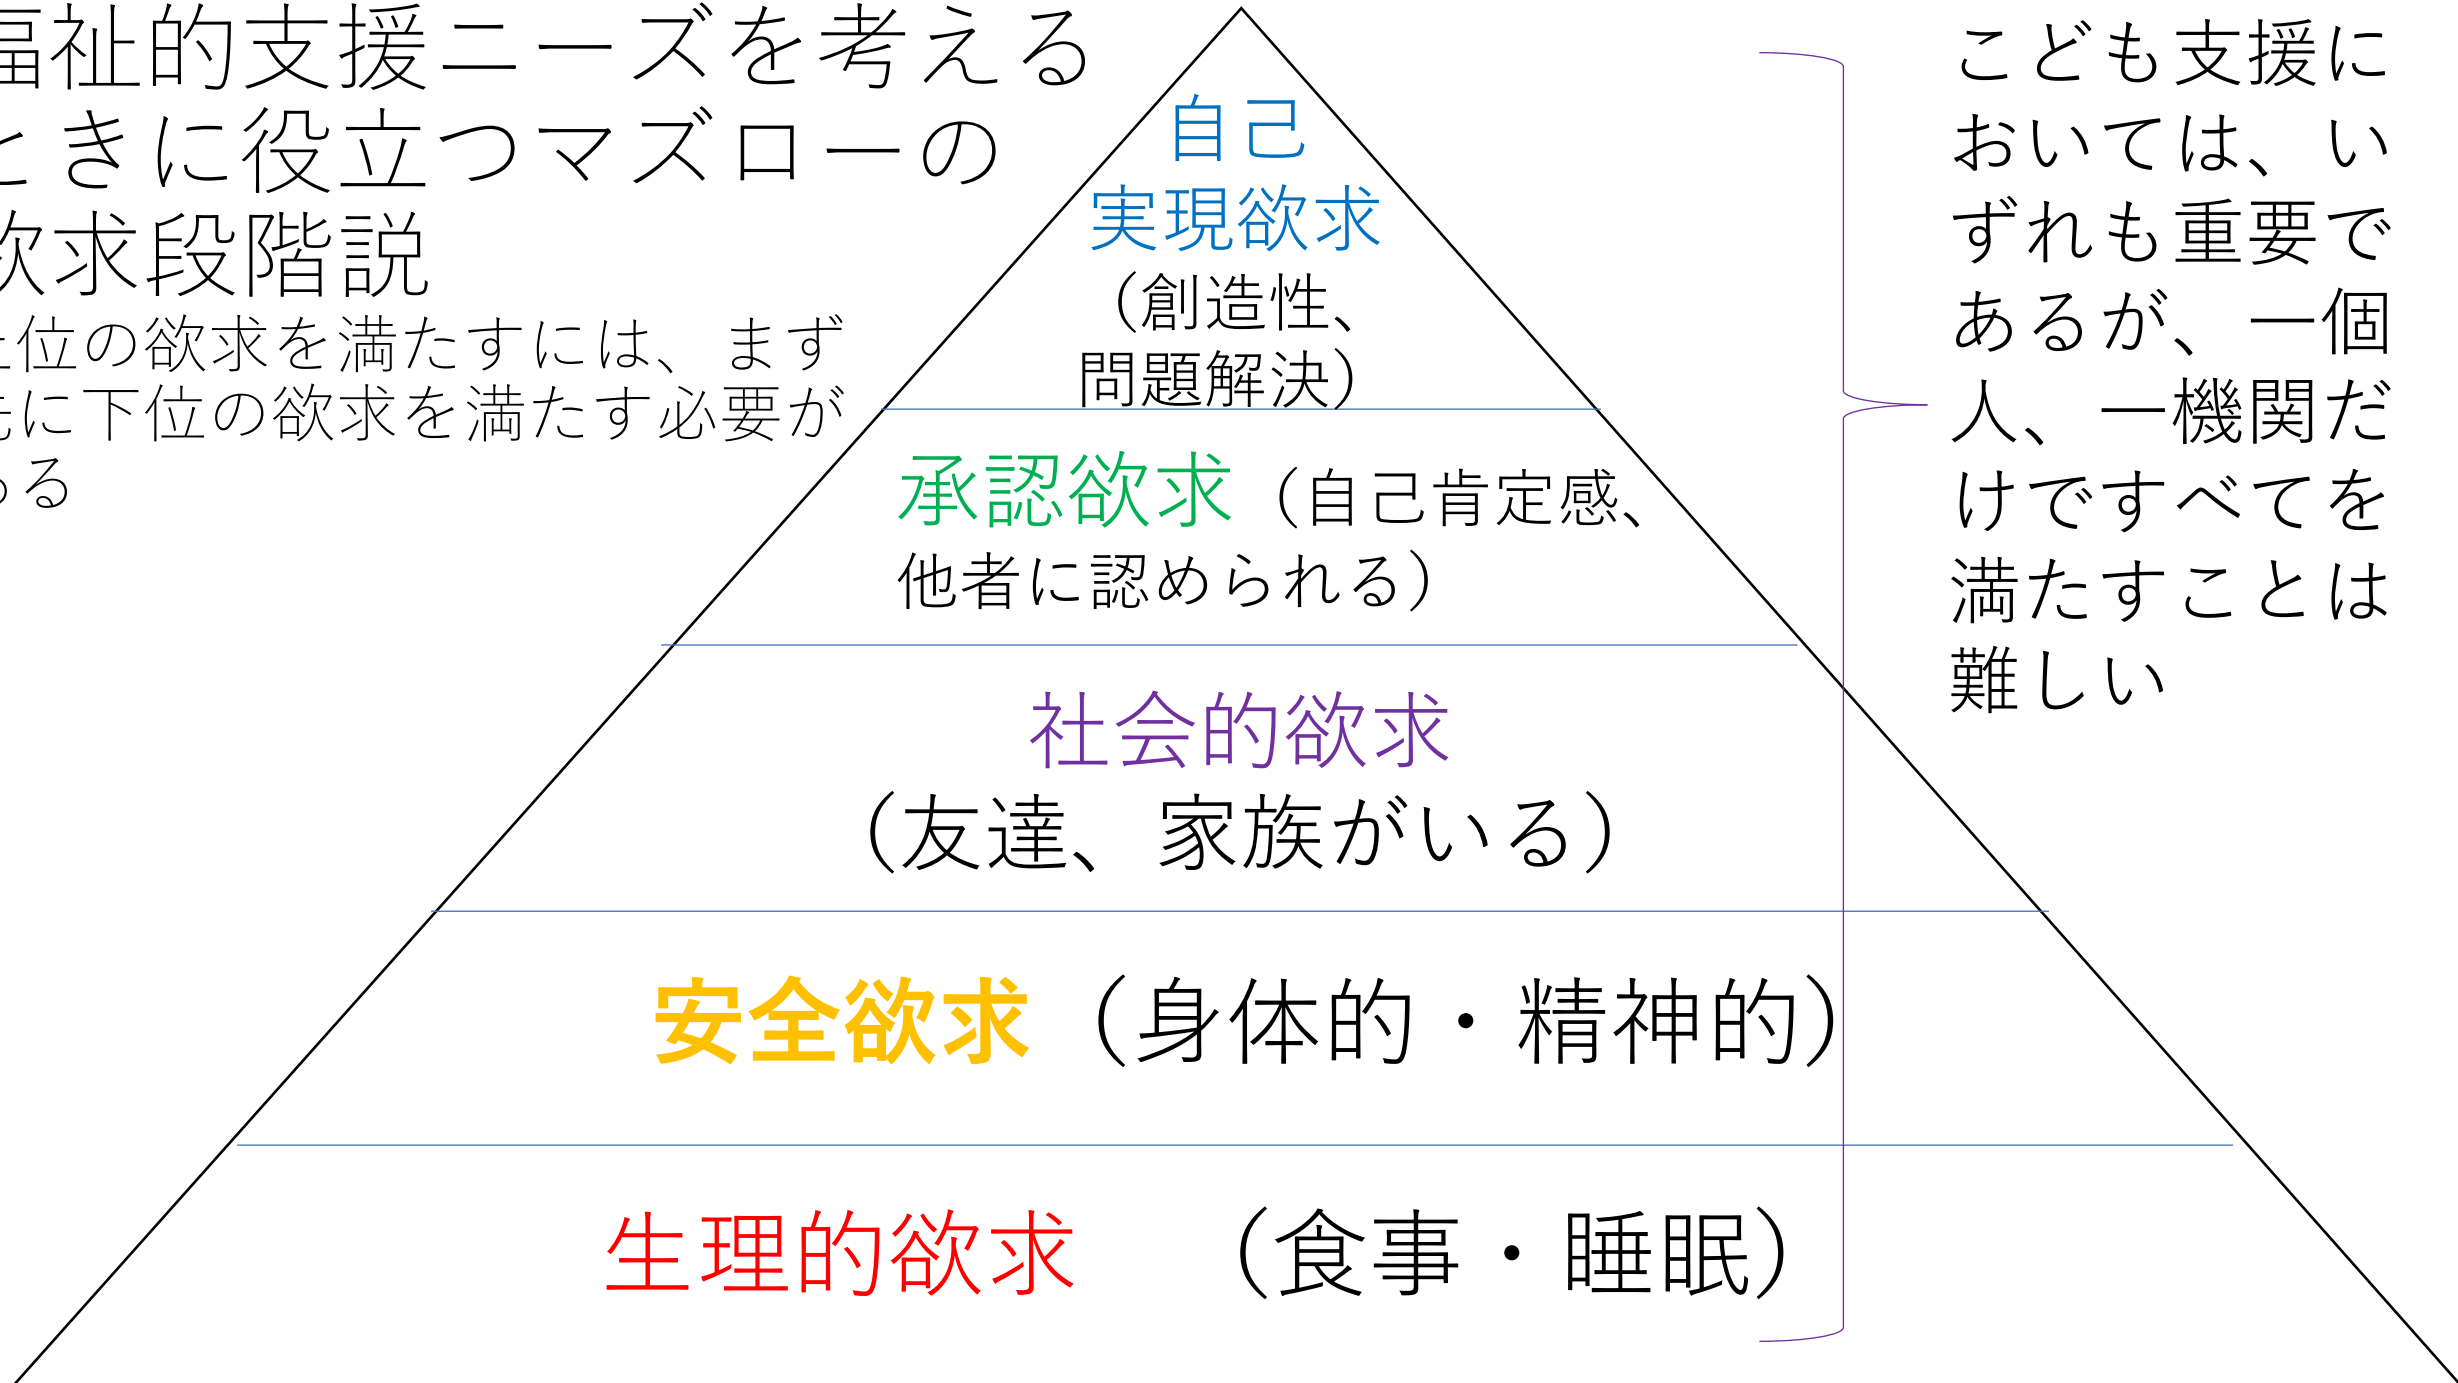 福祉的支援ニーズを考える
ときに役立つマズローの
欲求段階説
上位の欲求を満たすには、まず
先に下位の欲求を満たす必要が
ある
自己
実現欲求
（創造性、
問題解決）
承認欲求（自己肯定感、
他者に認められる）
社会的欲求
（友達、家族がいる）
安全欲求（身体的・精神的）
生理的欲求　（食事・睡眠）
こども支援に
おいては、い
ずれも重要で
あるが、一個
人、一機関だ
けですべてを
満たすことは
難しい